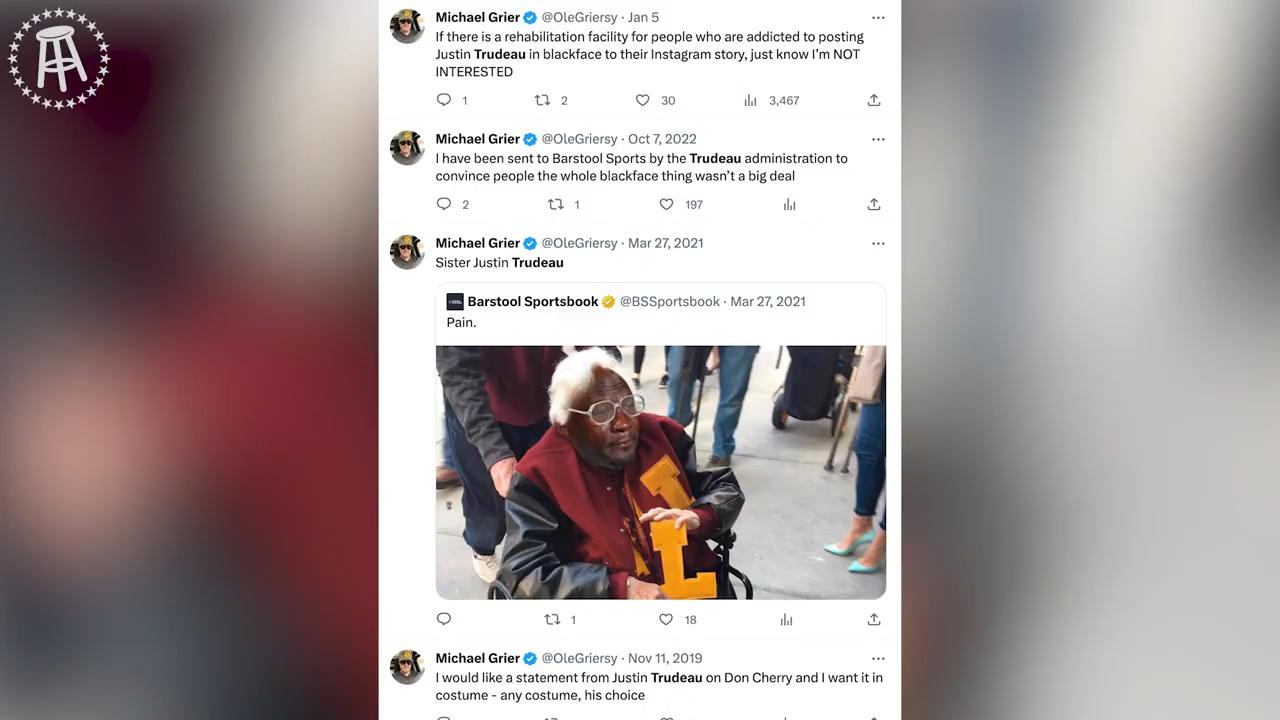 Michael Grier @OleGriersy · Jan 5
If there is a rehabilitation facility for people who are addicted to posting
Justin Trudeau in blackface to their Instagram story, just know I’m NOT
INTERESTED
1 2 30 3,467
Michael Grier @OleGriersy · Oct 7, 2022
I have been sent to Barstool Sports by the Trudeau administration to
convince people the whole blackface thing wasn’t a big deal
2 1 197
Michael Grier @OleGriersy · Mar 27, 2021
Sister Justin Trudeau
Barstool Sportsbook @BSSportsbook · Mar 27, 2021
Pain.
L
1 18
Michael Grier @OleGriersy · Nov 11, 2019
I would like a statement from Justin Trudeau on Don Cherry and I want it in
costume - any costume, his choice